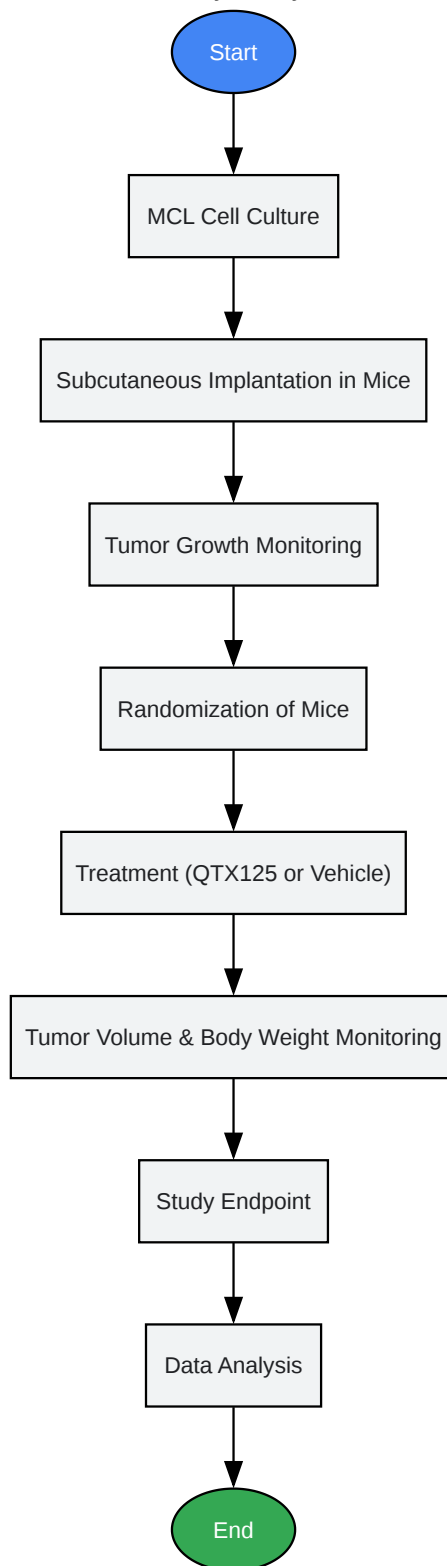 Start
MCL Cell Culture
Subcutaneous Implantation in Mice
Tumor Growth Monitoring
Randomization of Mice
Treatment (QTX125 or Vehicle)
Tumor Volume & Body Weight Monitoring
Study Endpoint
Data Analysis
End